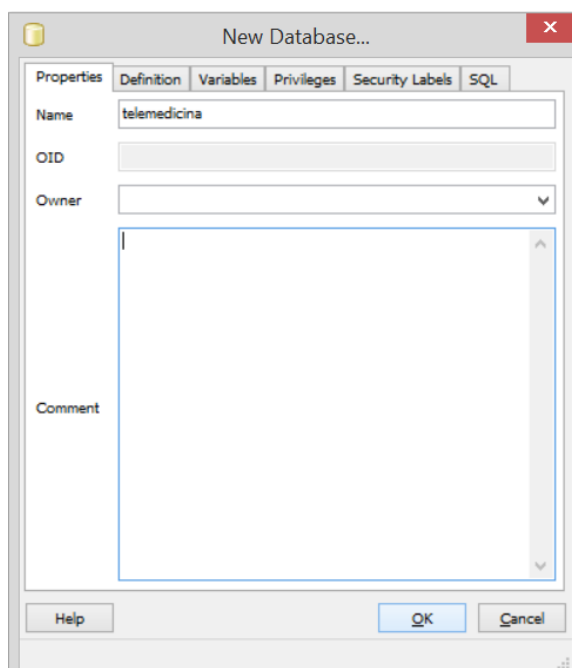 New Database...
Properties Definition Variables Privileges Security Labels SQL
Name telemedicina
OID
Owner
Comment
Help OK Cancel